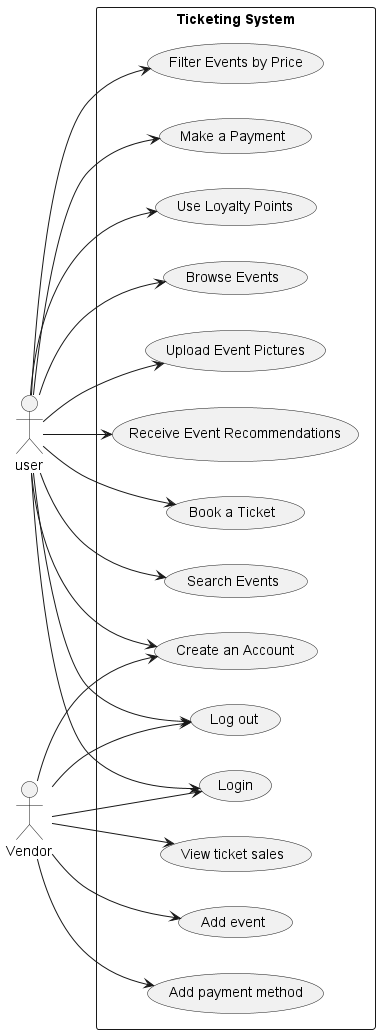 Ticketing System
Filter Events by Price
Make a Payment
Use Loyalty Points
Browse Events
Upload Event Pictures
Receive Event Recommendations
user
Book a Ticket
Search Events
Create an Account
Log out
Login
Vendor
View ticket sales
Add event
Add payment method